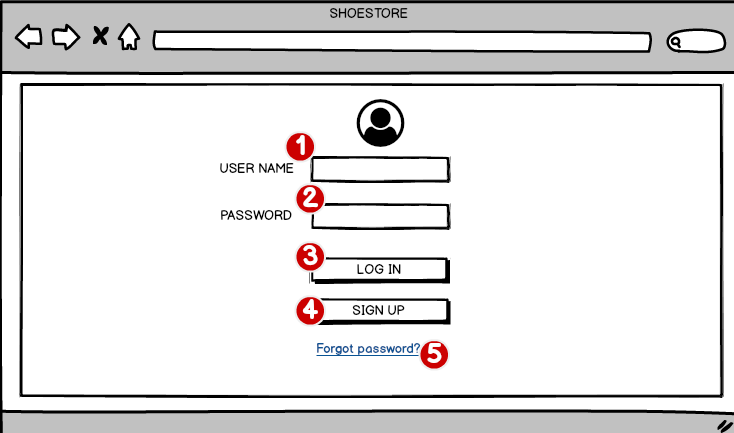 SHOESTORE
1
USER NAME
2
PASSWORD
3
LOG IN
4
SIGN UP
Forgot password?
5